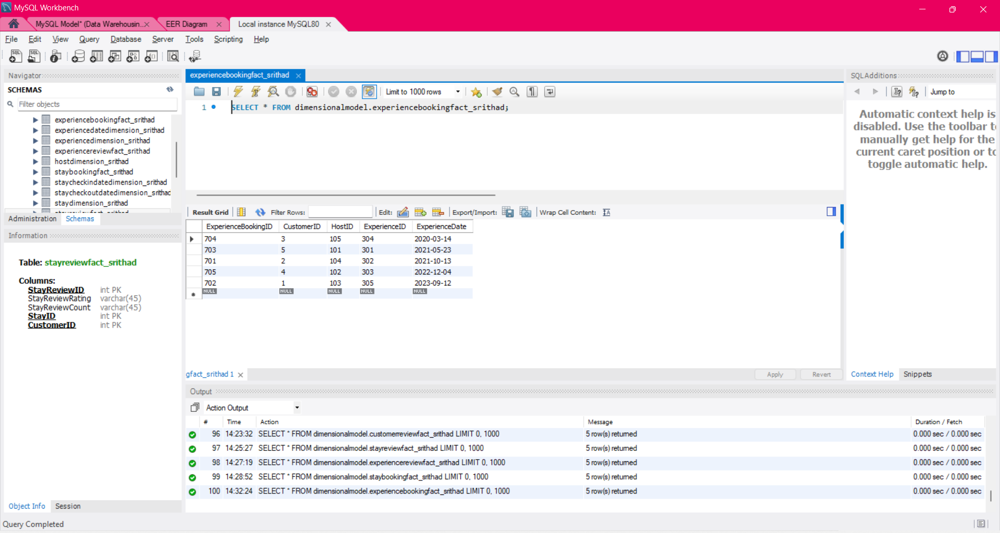 MySQL Workbench
MySQL Model* (Data Warehousin...
EER Diagram
Local instance MySQL80
File Edit View Query Database Server Tools Scripting Help
Navigator
SCHEMAS
Filter objects
experiencebookingfact_srithad
experiencedatedimension_srithad
experiencedimension_srithad
experiencereviewfact_srithad
hostdimension_srithad
staybookingfact_srithad
staycheckindatedimension_srithad
staycheckoutdatedimension_srithad
staydimension_srithad
stayreviewfact_srithad
Administration Schemas
Information
Table: stayreviewfact_srithad
Columns:
StayReviewID int PK
StayReviewRating varchar(45)
StayReviewCount varchar(45)
StayID int PK
CustomerID int PK
Object Info Session
Query Completed
experiencebookingfact_srithad
Limit to 1000 rows
1 SELECT * FROM dimensionalmodel.experiencebookingfact_srithad;
Result Grid Filter Rows: Edit: Export/Import: Wrap Cell Content:
ExperienceBookingID CustomerID HostID ExperienceID ExperienceDate
704 3 105 304 2020-03-14
703 5 101 301 2021-05-23
701 2 104 302 2021-10-13
705 4 102 303 2022-12-04
702 1 103 305 2023-09-12
NULL NULL NULL NULL NULL
gfact_srithad 1
Apply Revert
Output
Action Output
# Time Action Message Duration / Fetch
96 14:23:32 SELECT * FROM dimensionalmodel.customerreviewfact_srithad LIMIT 0, 1000 5 row(s) returned 0.000 sec / 0.000 sec
97 14:25:27 SELECT * FROM dimensionalmodel.stayreviewfact_srithad LIMIT 0, 1000 5 row(s) returned 0.000 sec / 0.000 sec
98 14:27:19 SELECT * FROM dimensionalmodel.experiencereviewfact_srithad LIMIT 0, 1000 5 row(s) returned 0.000 sec / 0.000 sec
99 14:28:52 SELECT * FROM dimensionalmodel.staybookingfact_srithad LIMIT 0, 1000 5 row(s) returned 0.000 sec / 0.000 sec
100 14:32:24 SELECT * FROM dimensionalmodel.experiencebookingfact_srithad LIMIT 0, 1000 5 row(s) returned 0.000 sec / 0.000 sec
SQLAdditions
Jump to
Automatic context help is
disabled. Use the toolbar t
manually get help for the
current caret position or to
toggle automatic help.
Context Help Snippets